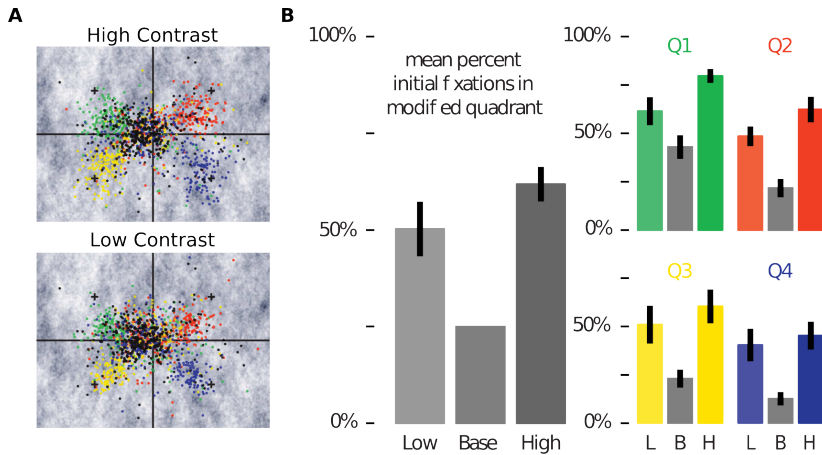 A
High Contrast
Low Contrast
B
100%
50%
0%
mean percent
initial f xations in
modif ed quadrant
Low Base High
100%
50%
0%
Q1 Q2
Q3 Q4
50%
0%
L B H L B H